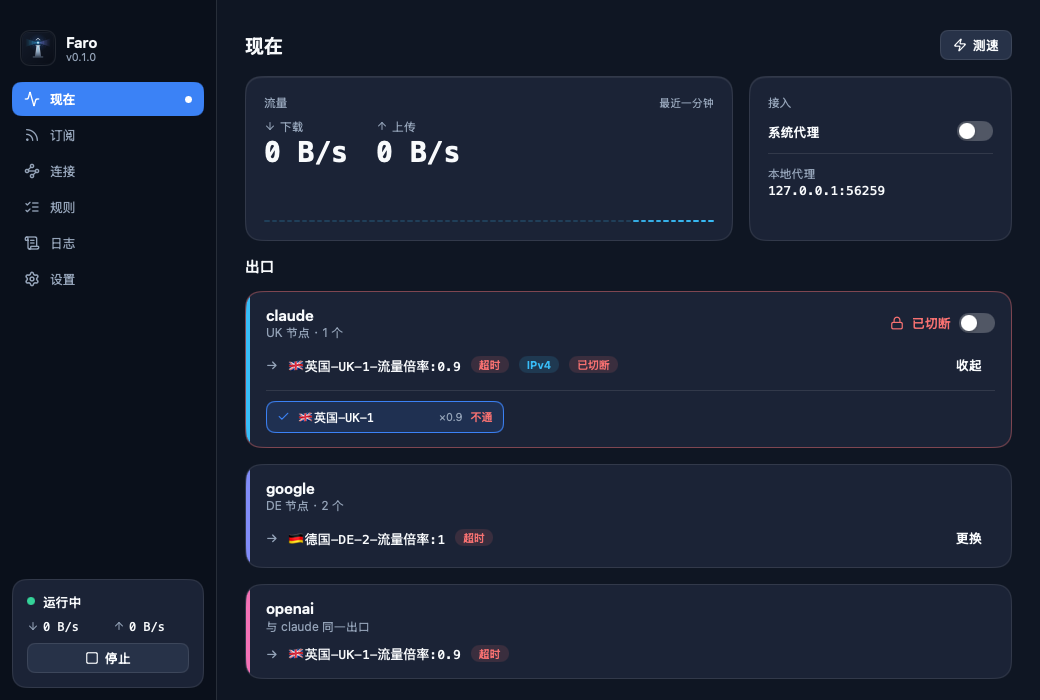 Faro
v0.1.0
现在
订阅
连接
规则
日志
设置
运行中
↓ 0 B/s ↑ 0 B/s
停止
现在
测速
流量 最近一分钟
↓ 下载 ↑ 上传
0 B/s 0 B/s
接入
系统代理
本地代理
127.0.0.1:56259
出口
claude
UK 节点 · 1 个
已切断
→ 🇬🇧英国-UK-1-流量倍率:0.9 超时 IPv4 已切断 收起
🇬🇧英国-UK-1 ×0.9 不通
google
DE 节点 · 2 个
→ 🇩🇪德国-DE-2-流量倍率:1 超时 更换
openai
与 claude 同一出口
→ 🇬🇧英国-UK-1-流量倍率:0.9 超时